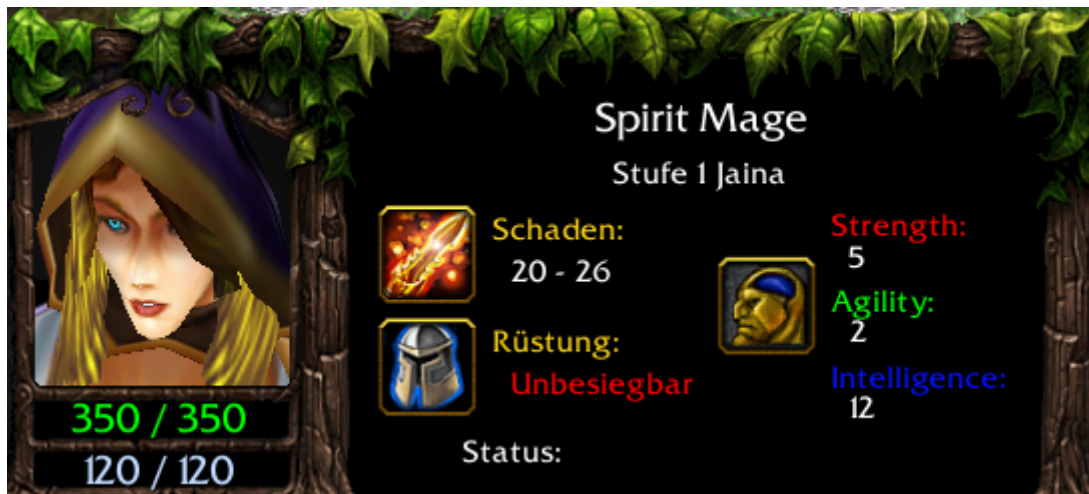 Spirit Mage
Stufe 1 Jaina
Schaden:
20 - 26
Rüstung:
Unbesiegbar
Strength:
5
Agility:
2
Intelligence:
12
Status:
350 / 350
120 / 120